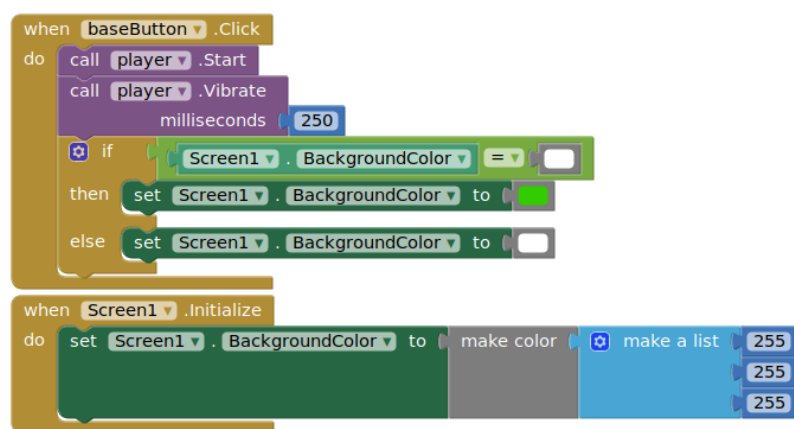 when baseButton .Click
do call player .Start
call player .Vibrate
milliseconds 250
if Screen1 . BackgroundColor =
then set Screen1 . BackgroundColor to
else set Screen1 . BackgroundColor to
when Screen1 .Initialize
do set Screen1 . BackgroundColor to make color make a list 255
255
255